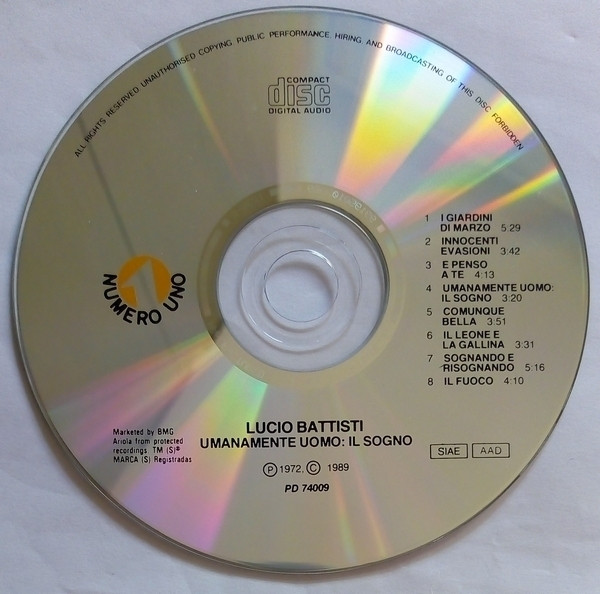 ALL RIGHTS RESERVED UNAUTHORISED COPYING. PUBLIC PERFORMANCE. HIRING AND BROADCASTING OF THIS DISC FORBIDDEN
COMPACT
disc
DIGITAL AUDIO
1
NUMERO UNO
1 I GIARDINI
DI MARZO 5:29
2 INNOCENTI
EVASIONI 3:42
3 E PENSO
A TE 4:13
4 UMANAMENTE UOMO:
IL SOGNO 3:20
5 COMUNQUE
BELLA 3:51
6 IL LEONE E
LA GALLINA 3:31
7 SOGNANDO E
RISOGNANDO 5:16
8 IL FUOCO 4:10
LUCIO BATTISTI
UMANAMENTE UOMO: IL SOGNO
Marketed by BMG
Ariola from protected
recordings. TM (S)®
MARCA (S) Registradas
SIAE AAD
Ⓟ 1972. Ⓒ 1989
PD 74009